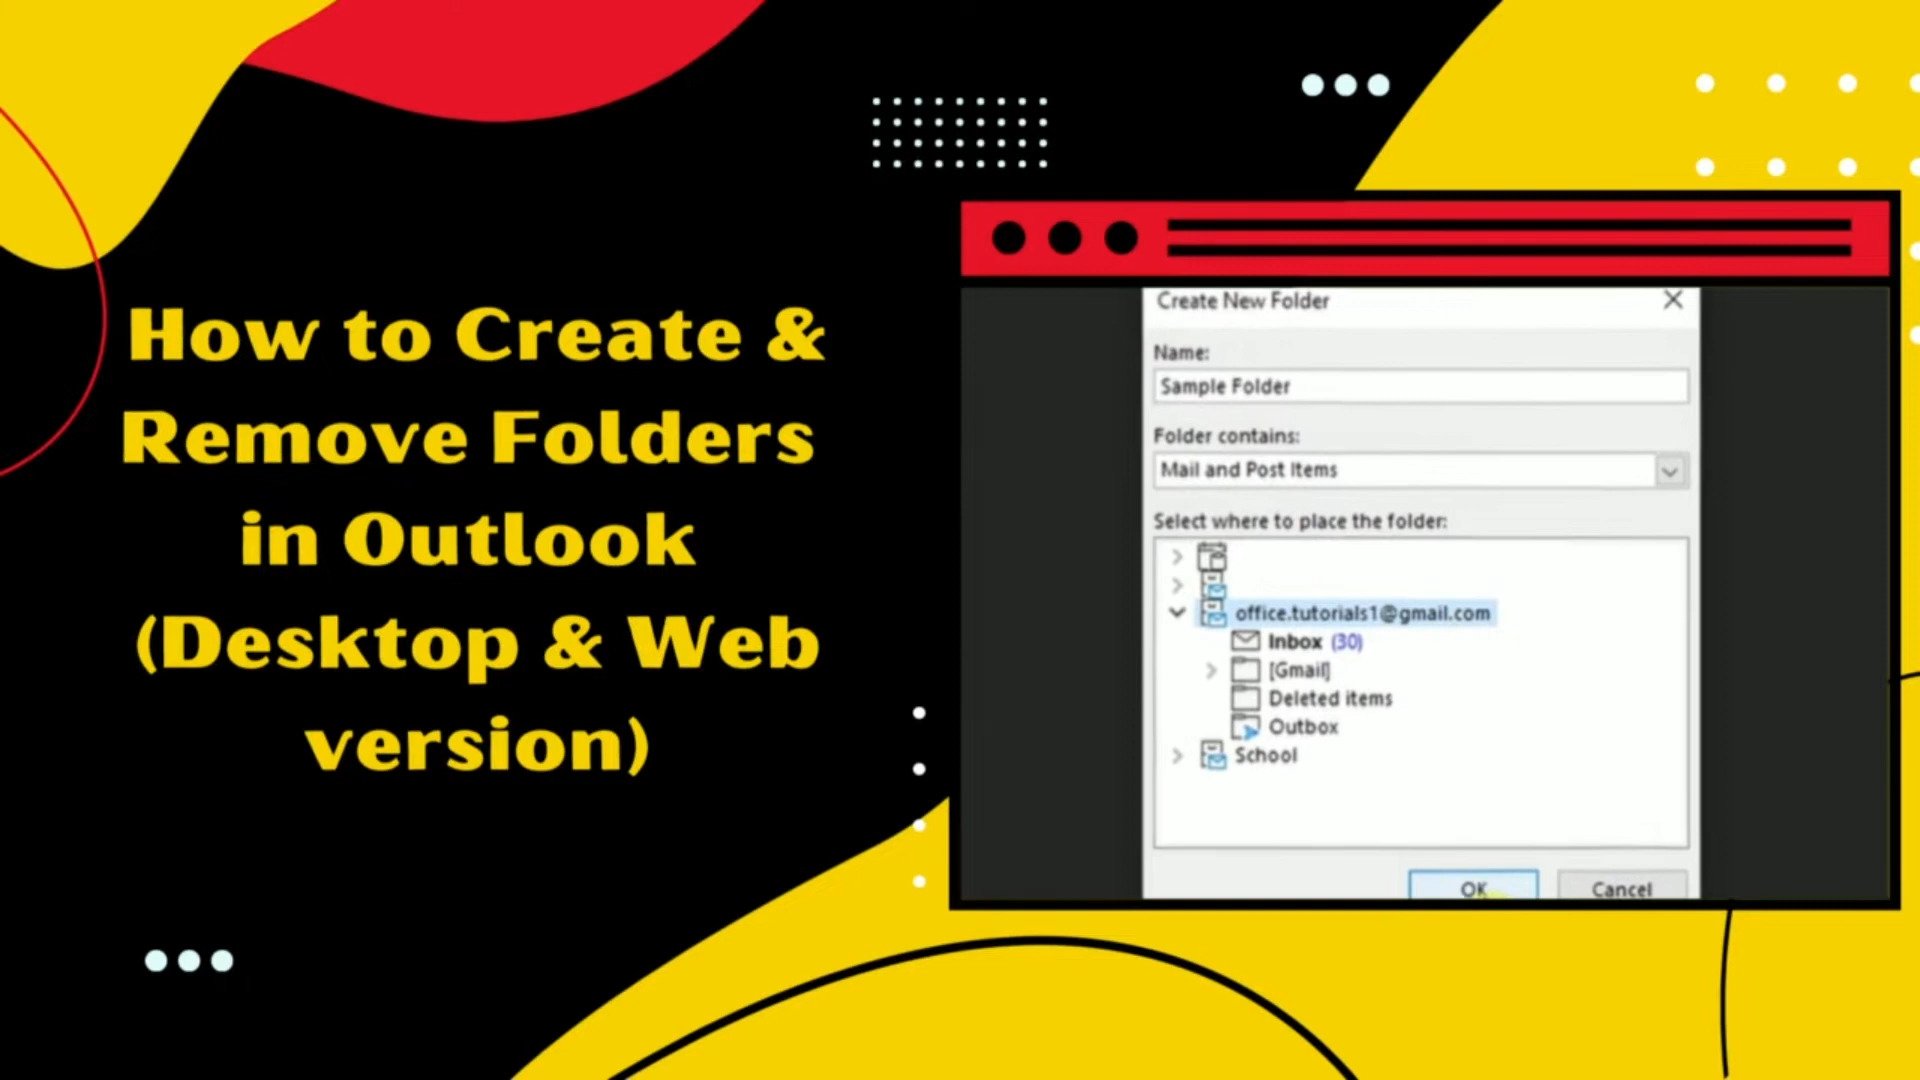 How to Create &
Remove Folders
in Outlook
(Desktop & Web
version)
Create New Folder
Name:
Sample Folder
Folder contains:
Mail and Post Items
Select where to place the folder:
office.tutorials1@gmail.com
Inbox (30)
[Gmail]
Deleted items
Outbox
School
OK
Cancel